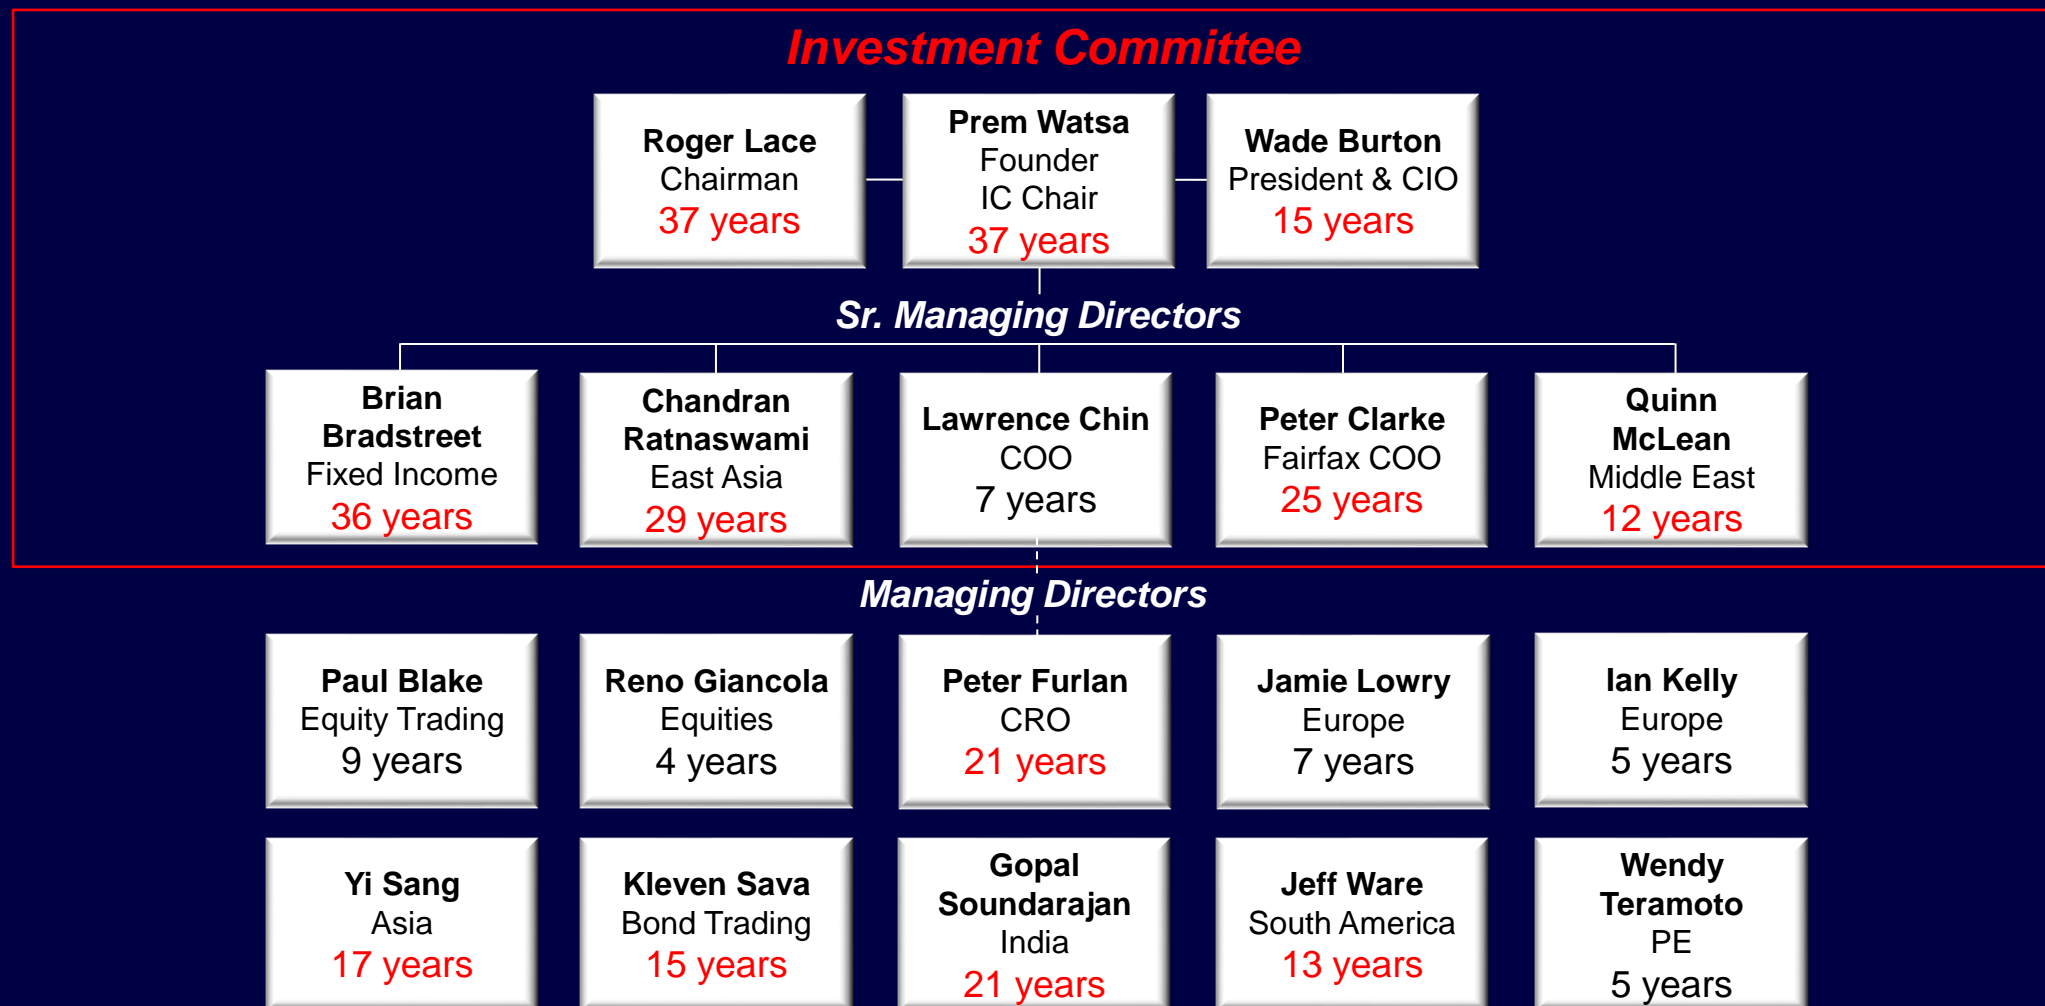 Investment Committee
Roger Lace
Chairman
37 years
Prem Watsa
Founder
IC Chair
37 years
Wade Burton
President & CIO
15 years
Sr. Managing Directors
Brian
Bradstreet
Fixed Income
36 years
Chandran
Ratnaswami
East Asia
29 years
Lawrence Chin
COO
7 years
Peter Clarke
Fairfax COO
25 years
Quinn
McLean
Middle East
12 years
Managing Directors
Paul Blake
Equity Trading
9 years
Reno Giancola
Equities
4 years
Peter Furlan
CRO
21 years
Jamie Lowry
Europe
7 years
Ian Kelly
Europe
5 years
Yi Sang
Asia
17 years
Kleven Sava
Bond Trading
15 years
Gopal
Soundarajan
India
21 years
Jeff Ware
South America
13 years
Wendy
Teramoto
PE
5 years